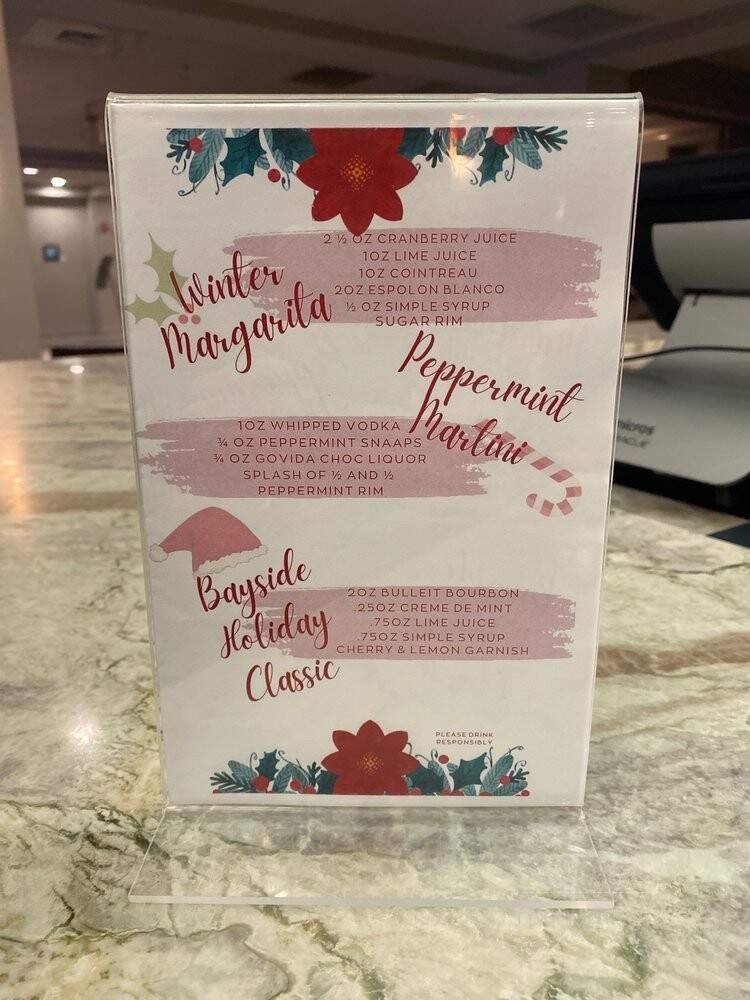 2 ½ OZ CRANBERRY JUICE
1OZ LIME JUICE
1OZ COINTREAU
2OZ ESPOLON BLANCO
½ OZ SIMPLE SYRUP
SUGAR RIM
Winter
Margarita
Peppermint
Martini
1OZ WHIPPED VODKA
¾ OZ PEPPERMINT SNAAPS
¾ OZ GOVIDA CHOC LIQUOR
SPLASH OF ½ AND ½
PEPPERMINT RIM
Bayside
Holiday
Classic
2OZ BULLEIT BOURBON
.25OZ CREME DE MINT
.75OZ LIME JUICE
.75OZ SIMPLE SYRUP
CHERRY & LEMON GARNISH
PLEASE DRINK
RESPONSIBLY
micros
ORACLE